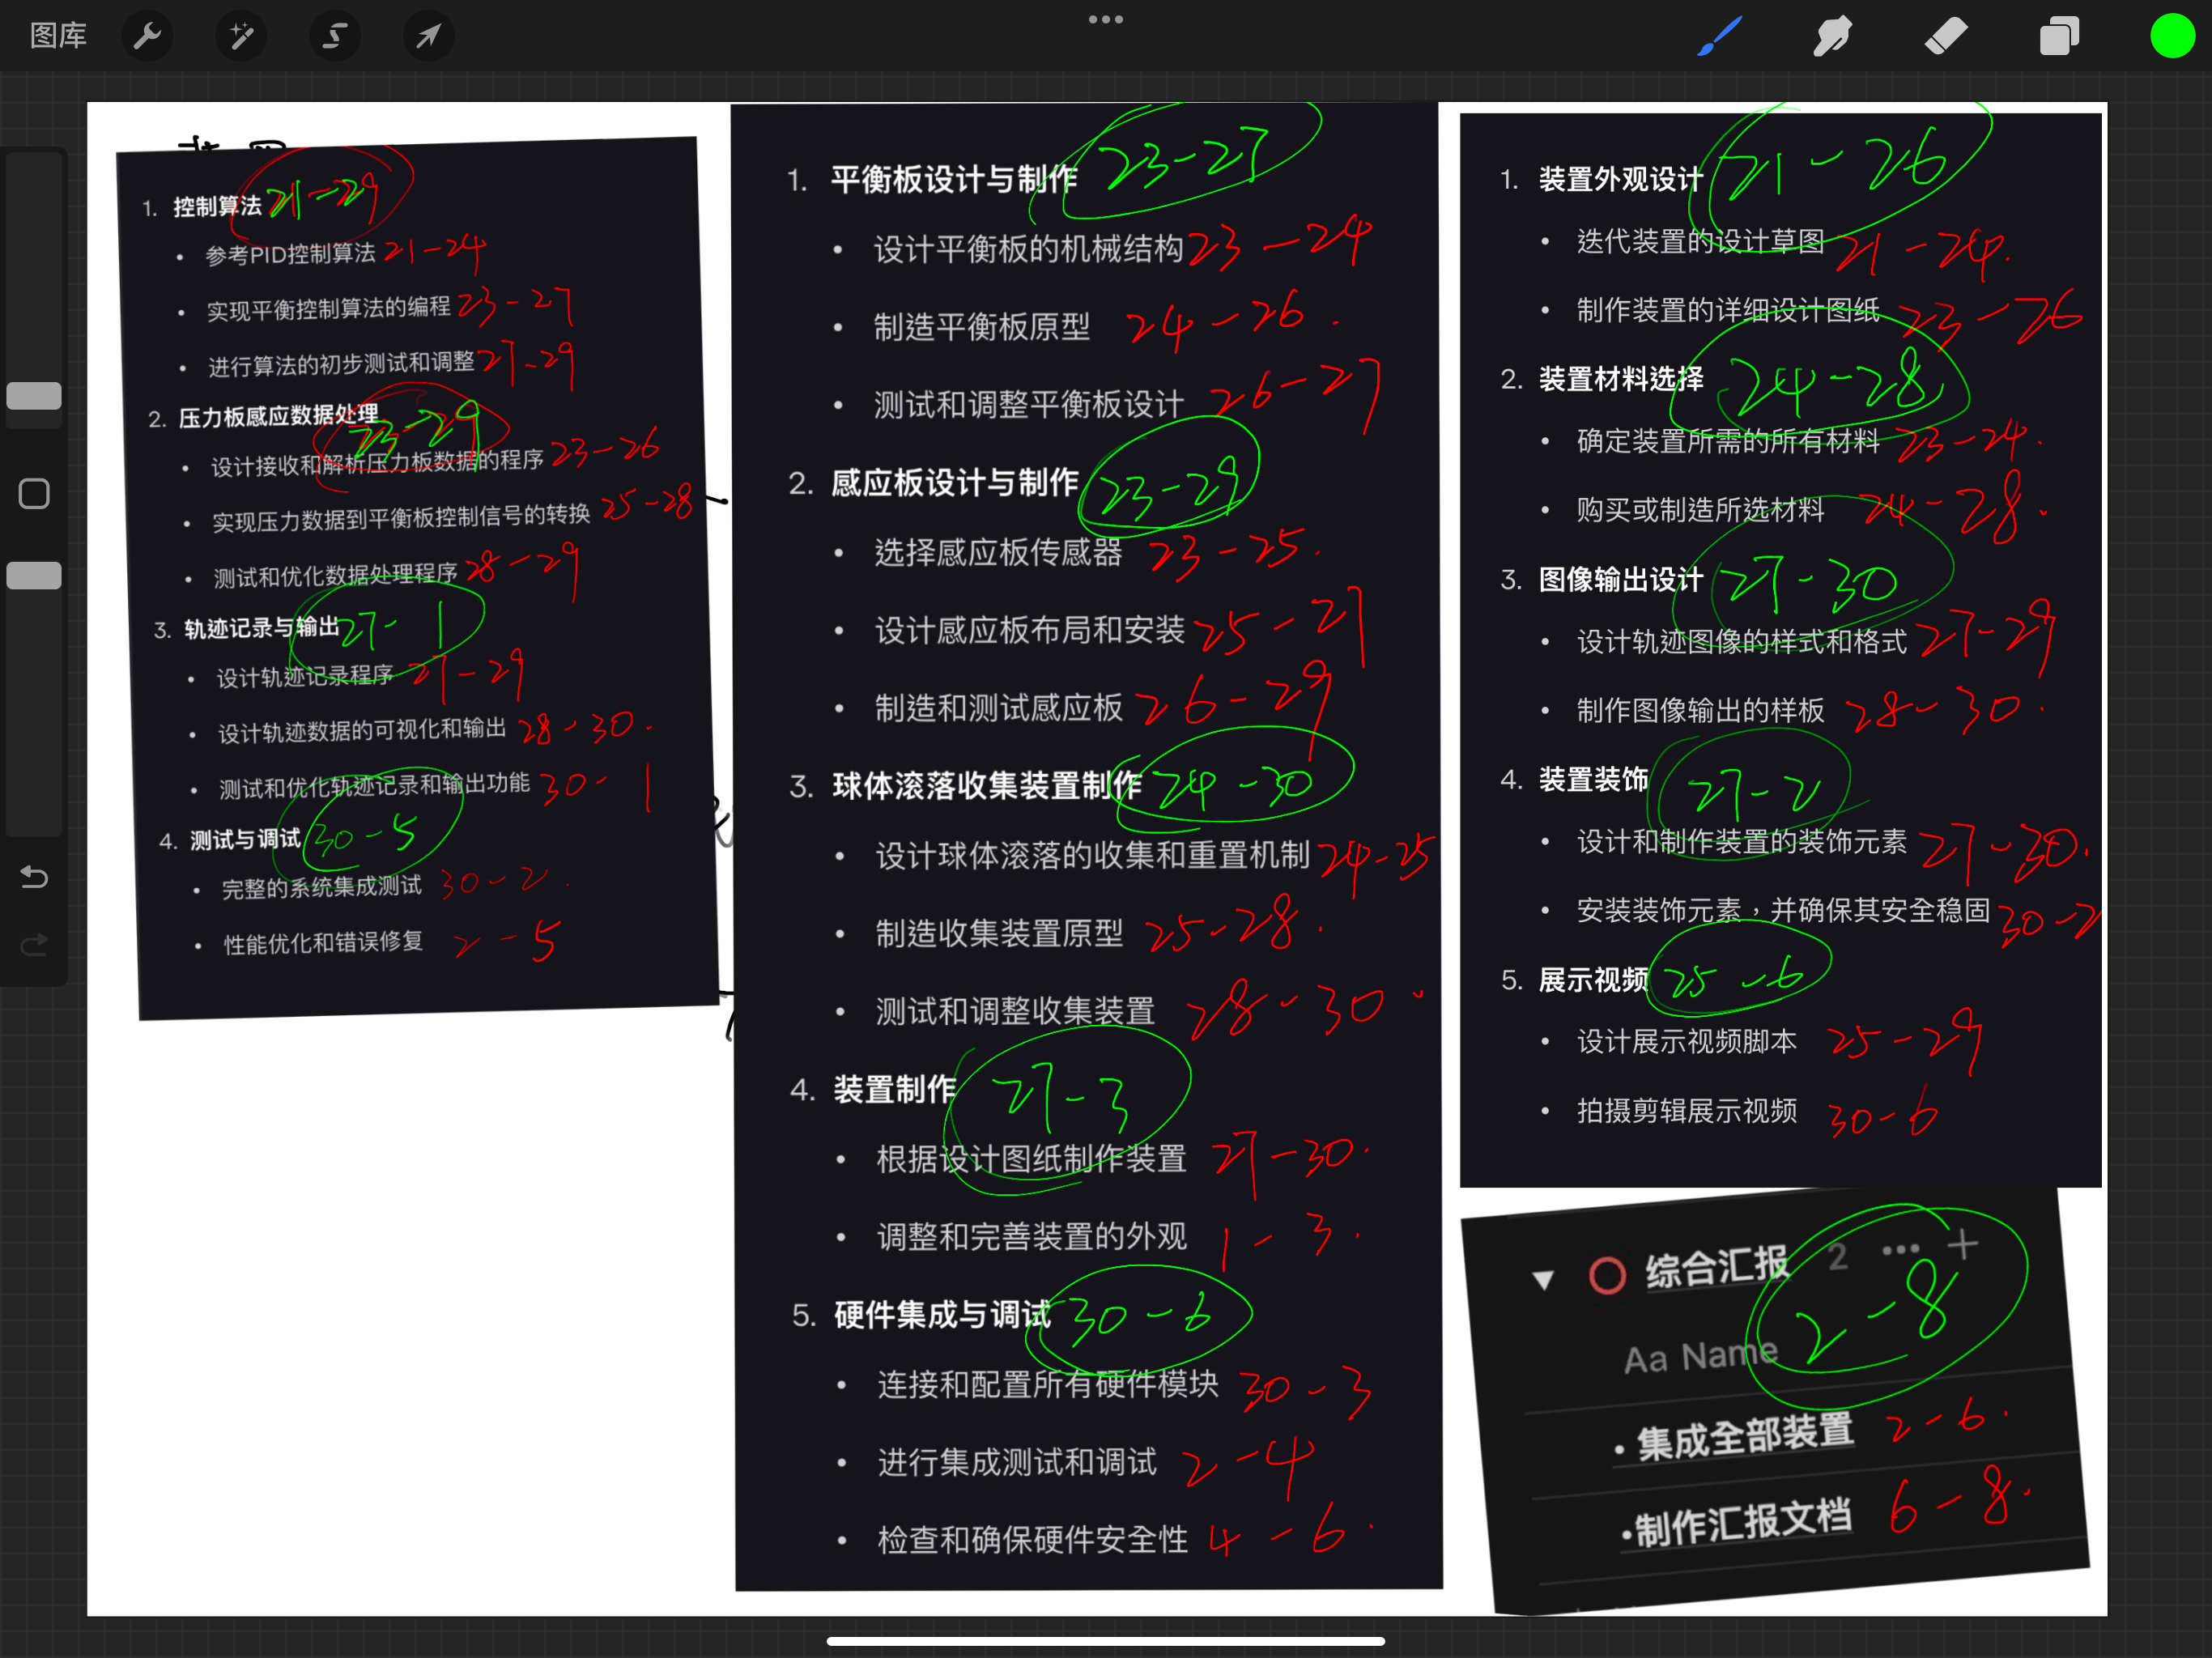 图库
1. 控制算法 21-29
• 参考PID控制算法 21-24
• 实现平衡控制算法的编程 23-27
• 进行算法的初步测试和调整 27-29
2. 压力板感应数据处理 23-29
• 设计接收和解析压力板数据的程序 23-26
• 实现压力数据到平衡板控制信号的转换 25-28
• 测试和优化数据处理程序 28-29
3. 轨迹记录与输出 27-1
• 设计轨迹记录程序 27-29
• 设计轨迹数据的可视化和输出 28-30.
• 测试和优化轨迹记录和输出功能 30-1
4. 测试与调试 30-5
• 完整的系统集成测试 30-2.
• 性能优化和错误修复 2-5
1. 平衡板设计与制作 23-27
• 设计平衡板的机械结构 23-24
• 制造平衡板原型 24-26.
• 测试和调整平衡板设计 26-27
2. 感应板设计与制作 23-29
• 选择感应板传感器 23-25.
• 设计感应板布局和安装 25-27
• 制造和测试感应板 26-29
3. 球体滚落收集装置制作 24-30
• 设计球体滚落的收集和重置机制 24-25
• 制造收集装置原型 25-28.
• 测试和调整收集装置 28-30.
4. 装置制作 27-3
• 根据设计图纸制作装置 27-30.
• 调整和完善装置的外观 1-3.
5. 硬件集成与调试 30-6
• 连接和配置所有硬件模块 30-3
• 进行集成测试和调试 2-4
• 检查和确保硬件安全性 4-6.
1. 装置外观设计 21-26
• 迭代装置的设计草图 21-24.
• 制作装置的详细设计图纸 23-26
2. 装置材料选择 24-28
• 确定装置所需的所有材料 23-24.
• 购买或制造所选材料 24-28.
3. 图像输出设计 27-30
• 设计轨迹图像的样式和格式 27-29
• 制作图像输出的样板 28-30.
4. 装置装饰 27-2
• 设计和制作装置的装饰元素 27-30.
• 安装装饰元素，并确保其安全稳固 30-2
5. 展示视频 25-6
• 设计展示视频脚本 25-29
• 拍摄剪辑展示视频 30-6
综合汇报 2 ••• + 2-8
Aa Name
• 集成全部装置 2-6.
•制作汇报文档 6-8.